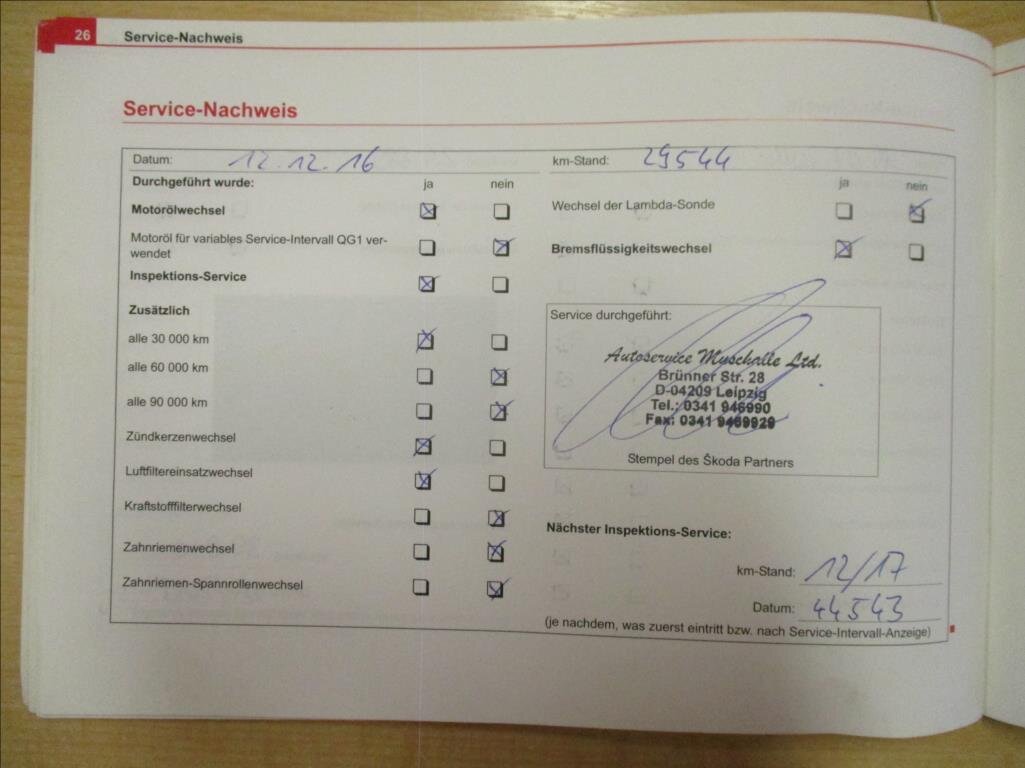 26 Service-Nachweis
Service-Nachweis
Datum: 12.12.16 km-Stand: 29544
Durchgeführt wurde: ja nein ja nein
Motorölwechsel
Wechsel der Lambda-Sonde
Motoröl für variables Service-Intervall QG1 ver-
wendet
Bremsflüssigkeitswechsel
Inspektions-Service
Zusätzlich
alle 30 000 km
alle 60 000 km
alle 90 000 km
Zündkerzenwechsel
Luftfiltereinsatzwechsel
Kraftstofffilterwechsel
Zahnriemenwechsel
Zahnriemen-Spannrollenwechsel
Service durchgeführt:
Autoservice Muschalle Ltd.
Brünner Str. 28
D-04209 Leipzig
Tel.: 0341 946990
Fax: 0341 9469929
Stempel des Škoda Partners
Nächster Inspektions-Service:
km-Stand: 12/17
Datum: 44543
(je nachdem, was zuerst eintritt bzw. nach Service-Intervall-Anzeige)